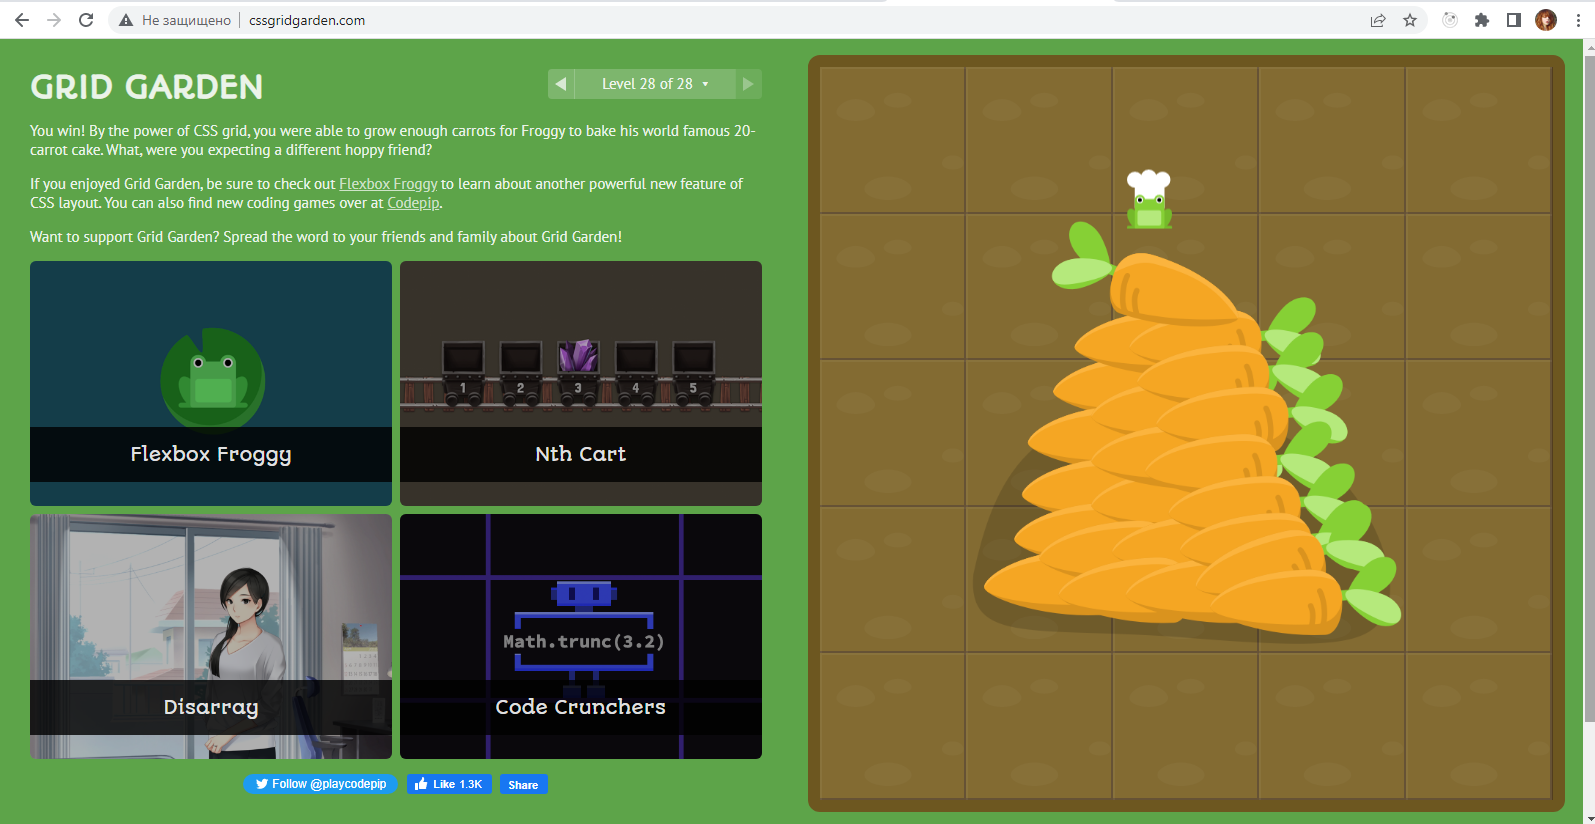 Не защищено | cssgridgarden.com
GRID GARDEN
Level 28 of 28
You win! By the power of CSS grid, you were able to grow enough carrots for Froggy to bake his world famous 20-
carrot cake. What, were you expecting a different hoppy friend?
If you enjoyed Grid Garden, be sure to check out Flexbox Froggy to learn about another powerful new feature of
CSS layout. You can also find new coding games over at Codepip.
Want to support Grid Garden? Spread the word to your friends and family about Grid Garden!
1 2 3 4 5
Flexbox Froggy
Nth Cart
Math.trunc(3.2)
Disarray
Code Crunchers
Follow @playcodepip
Like 1.3K
Share